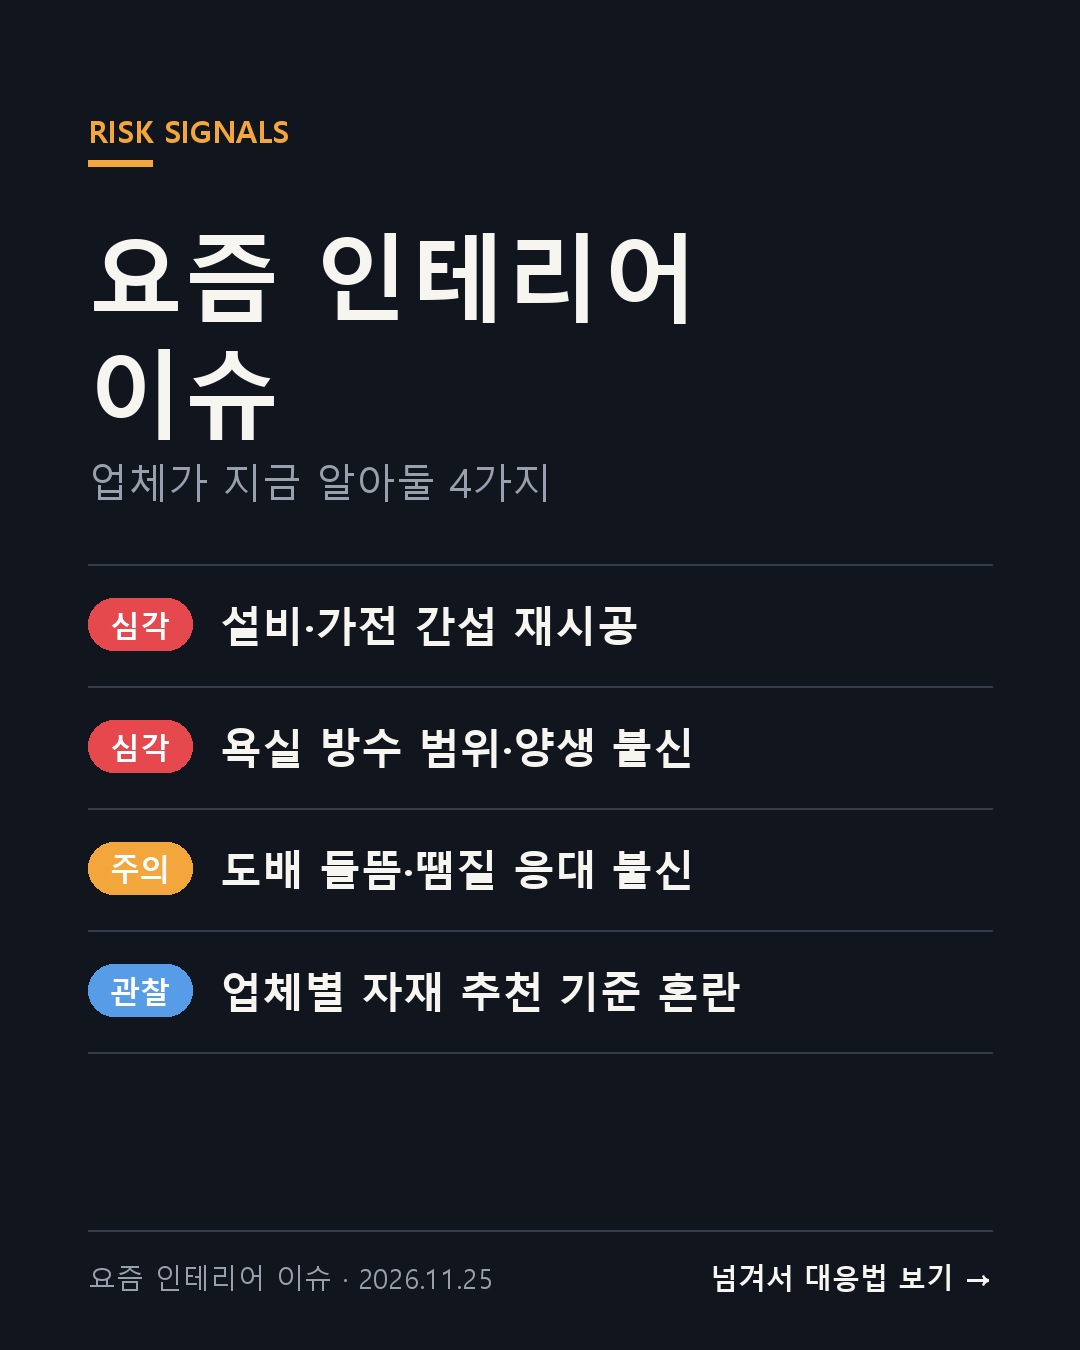 RISK SIGNALS
요즘 인테리어
이슈
업체가 지금 알아둘 4가지
심각 설비·가전 간섭 재시공
심각 욕실 방수 범위·양생 불신
주의 도배 들뜸·땜질 응대 불신
관찰 업체별 자재 추천 기준 혼란
요즘 인테리어 이슈 · 2026.11.25
넘겨서 대응법 보기 →